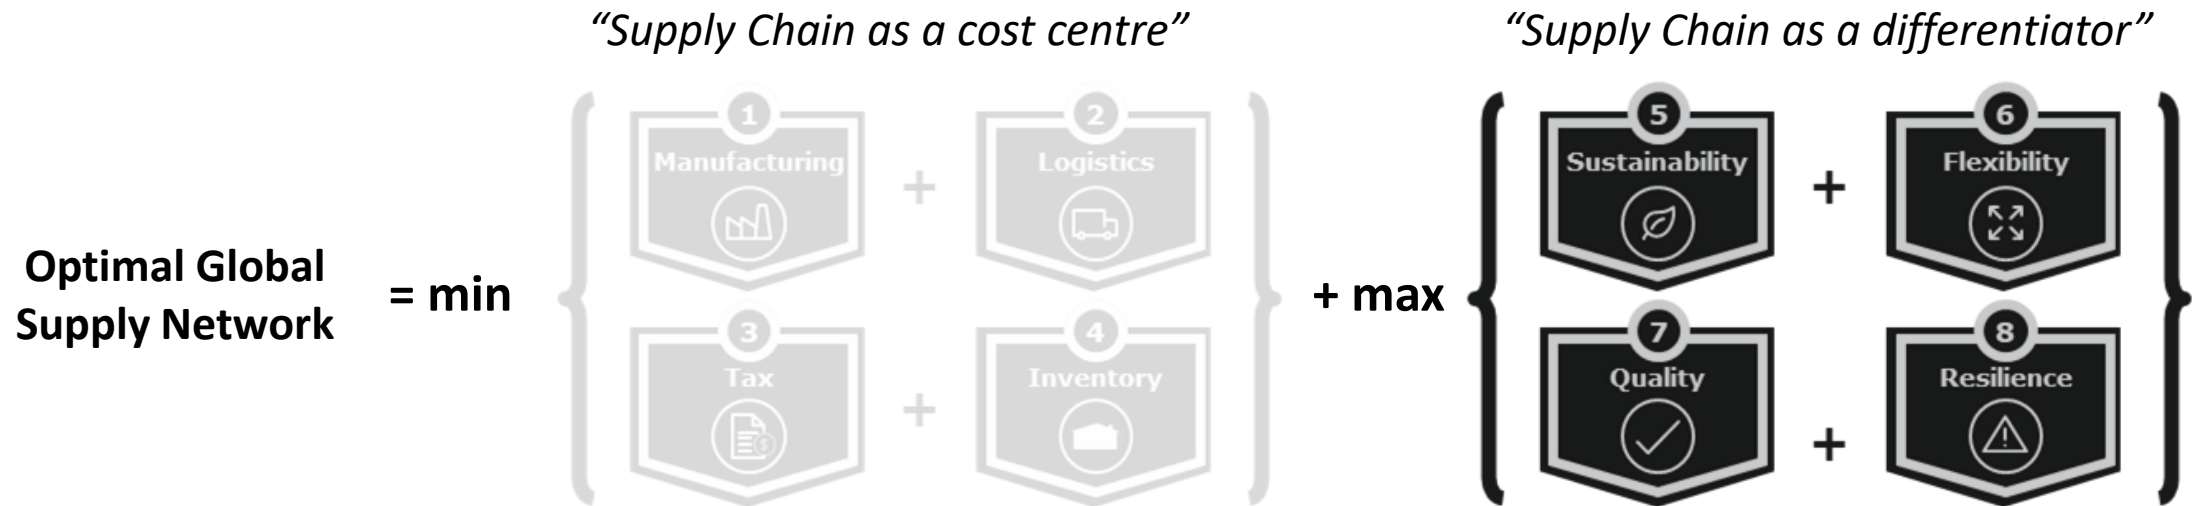 “Supply Chain as a cost centre”
“Supply Chain as a differentiator”
Optimal Global
Supply Network
= min
1
Manufacturing
+
2
Logistics
3
Tax
$
+
4
Inventory
+ max
5
Sustainability
+
6
Flexibility
7
Quality
+
8
Resilience